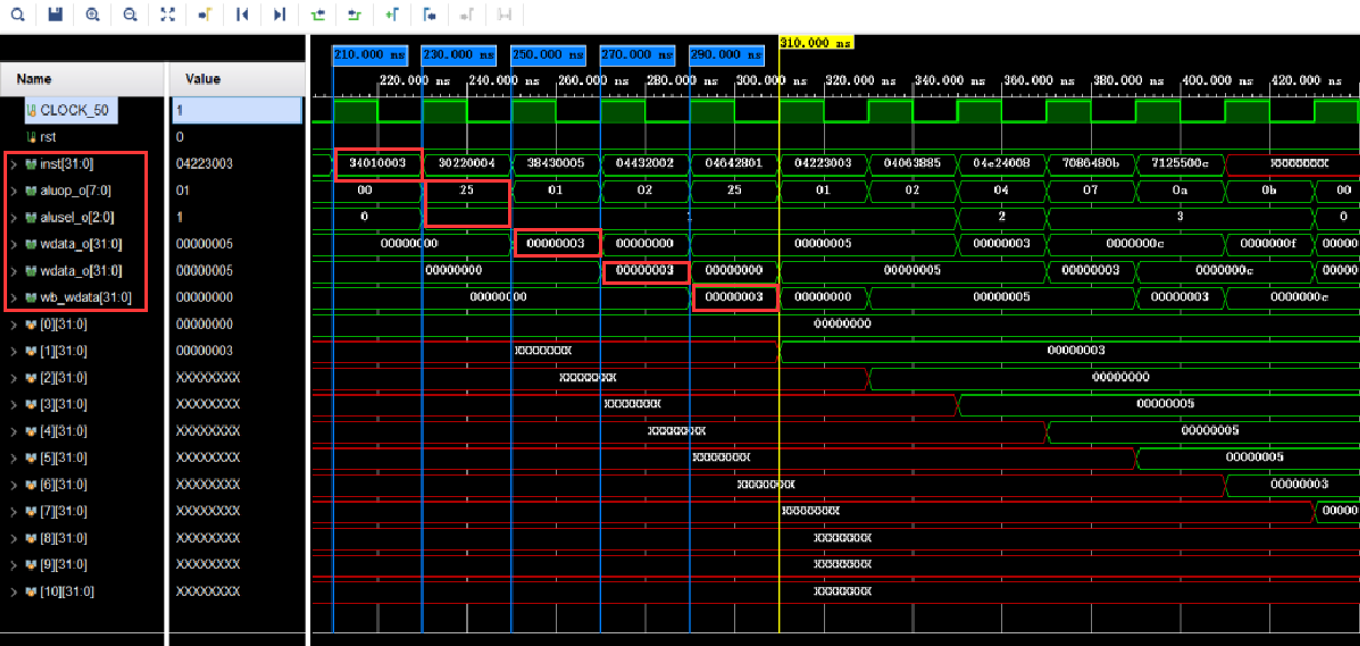 310.000 ns
210.000 ns 230.000 ns 250.000 ns 270.000 ns 290.000 ns
Name Value 220.000 ns 240.000 ns 260.000 ns 280.000 ns 300.000 ns 320.000 ns 340.000 ns 360.000 ns 380.000 ns 400.000 ns 420.000 ns
CLOCK_50 1
rst 0
inst[31:0] 04223003 34010003 30220004 38430005 04432002 04642801 04223003 04063885 04e24008 7086480b 7125500c XXXXXXXX
aluop_o[7:0] 01 00 25 01 02 25 01 02 04 07 0a 0b 00
alusel_o[2:0] 1 0 1 2 3 0
wdata_o[31:0] 00000005 00000000 00000003 00000000 00000005 00000003 0000000c 0000000f 00000
wdata_o[31:0] 00000005 00000000 00000003 00000000 00000005 00000003 0000000c 00000
wb_wdata[31:0] 00000000 00000000 00000003 00000000 00000005 00000003 0000000c
[0][31:0] 00000000 00000000
[1][31:0] 00000003 XXXXXXXX 00000003
[2][31:0] XXXXXXXX XXXXXXXX 00000000
[3][31:0] XXXXXXXX XXXXXXXX 00000005
[4][31:0] XXXXXXXX XXXXXXXX 00000005
[5][31:0] XXXXXXXX XXXXXXXX 00000005
[6][31:0] XXXXXXXX XXXXXXXX 00000003
[7][31:0] XXXXXXXX XXXXXXXX 00000
[8][31:0] XXXXXXXX XXXXXXXX
[9][31:0] XXXXXXXX XXXXXXXX
[10][31:0] XXXXXXXX XXXXXXXX